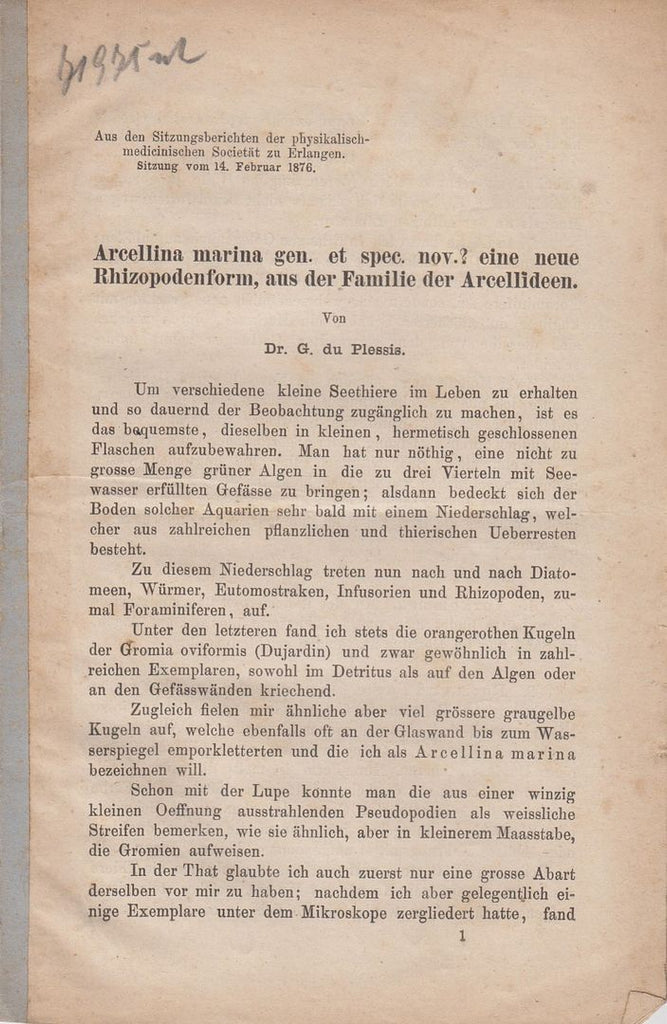 Aus den Sitzungsberichten der physikalisch-
medicinischen Societät zu Erlangen.
Sitzung vom 14. Februar 1876.
Arcellina marina gen. et spec. nov.? eine neue
Rhizopodenform, aus der Familie der Arcellideen.
Von
Dr. G. du Plessis.
Um verschiedene kleine Seethiere im Leben zu erhalten
und so dauernd der Beobachtung zugänglich zu machen, ist es
das bequemste, dieselben in kleinen, hermetisch geschlossenen
Flaschen aufzubewahren. Man hat nur nöthig, eine nicht zu
grosse Menge grüner Algen in die zu drei Vierteln mit See-
wasser erfüllten Gefässe zu bringen; alsdann bedeckt sich der
Boden solcher Aquarien sehr bald mit einem Niederschlag, wel-
cher aus zahlreichen pflanzlichen und thierischen Ueberresten
besteht.
Zu diesem Niederschlag treten nun nach und nach Diato-
meen, Würmer, Eutomostraken, Infusorien und Rhizopoden, zu-
mal Foraminiferen, auf.
Unter den letzteren fand ich stets die orangerothen Kugeln
der Gromia oviformis (Dujardin) und zwar gewöhnlich in zahl-
reichen Exemplaren, sowohl im Detritus als auf den Algen oder
an den Gefässwänden kriechend.
Zugleich fielen mir ähnliche aber viel grössere graugelbe
Kugeln auf, welche ebenfalls oft an der Glaswand bis zum Was-
serspiegel emporkletterten und die ich als Arcellina marina
bezeichnen will.
Schon mit der Lupe konnte man die aus einer winzig
kleinen Oeffnung ausstrahlenden Pseudopodien als weissliche
Streifen bemerken, wie sie ähnlich, aber in kleinerem Maasstabe,
die Gromien aufweisen.
In der That glaubte ich auch zuerst nur eine grosse Abart
derselben vor mir zu haben; nachdem ich aber gelegentlich ei-
nige Exemplare unter dem Mikroskope zergliedert hatte, fand
1